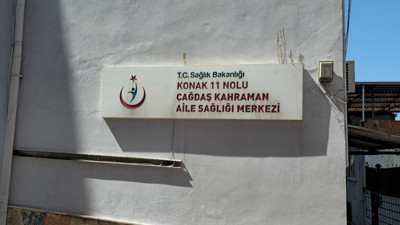 T.C. Sağlık Bakanlığı
KONAK 11 NOLU
ÇAĞDAŞ KAHRAMAN
AİLE SAĞLIĞI MERKEZİ